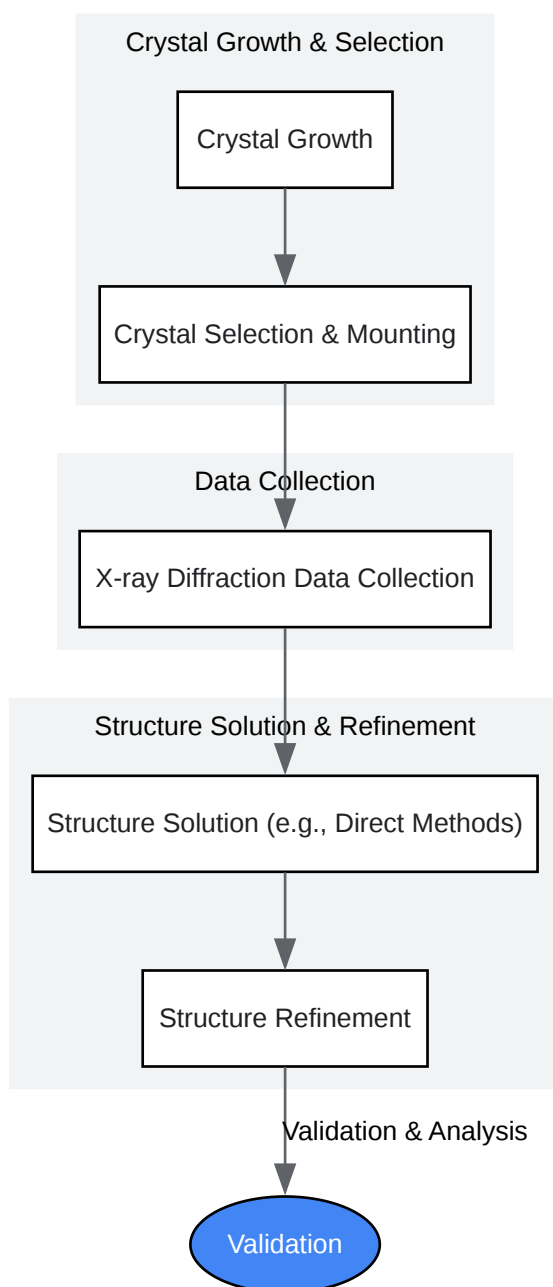 Crystal Growth & Selection
Crystal Growth
Crystal Selection & Mounting
Data Collection
X-ray Diffraction Data Collection
Structure Solution & Refinement
Structure Solution (e.g., Direct Methods)
Structure Refinement
Validation & Analysis
Validation